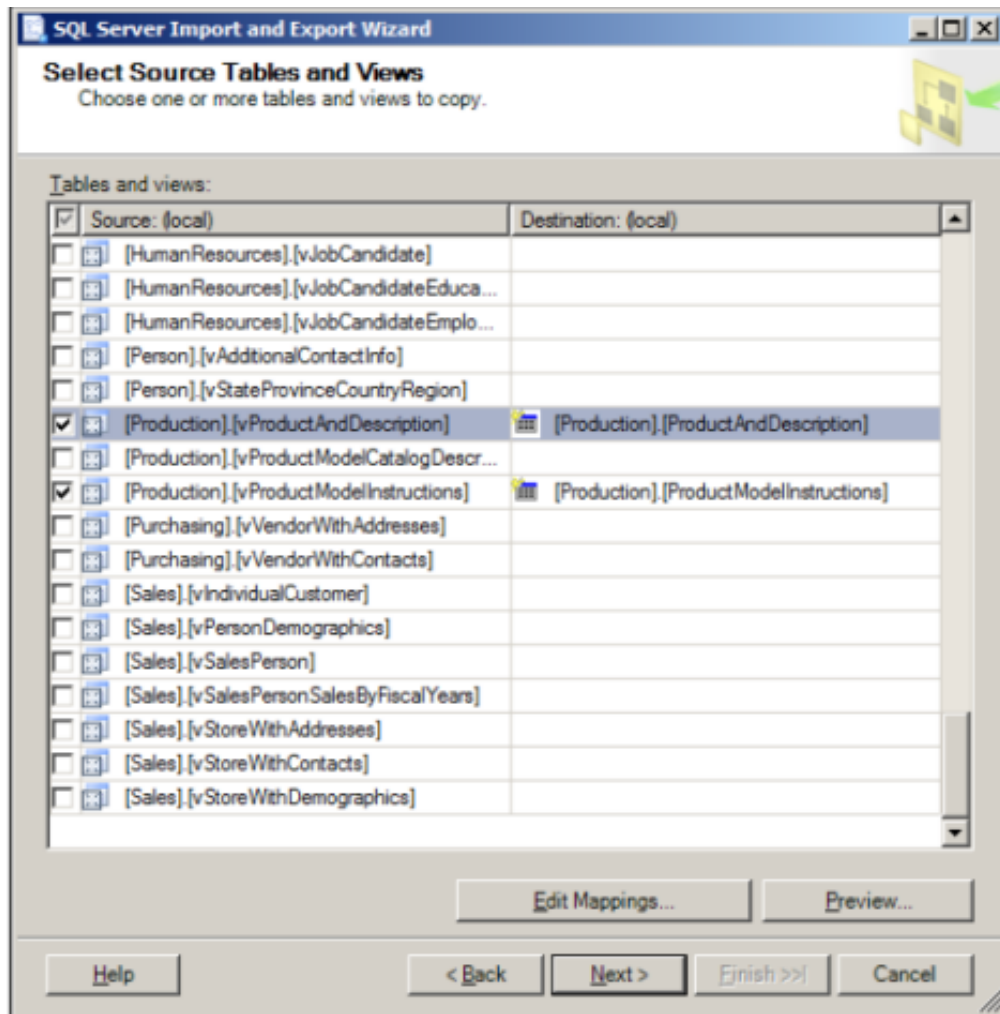 SQL Server Import and Export Wizard
Select Source Tables and Views
Choose one or more tables and views to copy.
Tables and views:
Source: (local) Destination: (local)
[HumanResources].[vJobCandidate]
[HumanResources].[vJobCandidateEduca...
[HumanResources].[vJobCandidateEmplo...
[Person].[vAdditionalContactInfo]
[Person].[vStateProvinceCountryRegion]
[Production].[vProductAndDescription] [Production].[ProductAndDescription]
[Production].[vProductModelCatalogDescr...
[Production].[vProductModelInstructions] [Production].[ProductModelInstructions]
[Purchasing].[vVendorWithAddresses]
[Purchasing].[vVendorWithContacts]
[Sales].[vIndividualCustomer]
[Sales].[vPersonDemographics]
[Sales].[vSalesPerson]
[Sales].[vSalesPersonSalesByFiscalYears]
[Sales].[vStoreWithAddresses]
[Sales].[vStoreWithContacts]
[Sales].[vStoreWithDemographics]
Edit Mappings... Preview...
Help < Back Next > Finish >>| Cancel